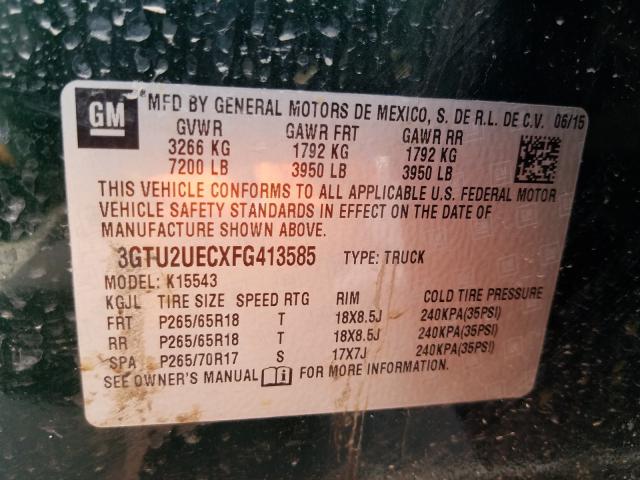 GM
*MFD BY GENERAL MOTORS DE MEXICO, S. DE R.L. DE C.V. 06/15
GVWR GAWR FRT GAWR RR
3266 KG 1792 KG 1792 KG
7200 LB 3950 LB 3950 LB
THIS VEHICLE CONFORMS TO ALL APPLICABLE U.S. FEDERAL MOTOR
VEHICLE SAFETY STANDARDS IN EFFECT ON THE DATE OF
MANUFACTURE SHOWN ABOVE.
3GTU2UECXFG413585 TYPE: TRUCK
MODEL: K15543
KGJL TIRE SIZE SPEED RTG RIM COLD TIRE PRESSURE
FRT P265/65R18 T 18X8.5J 240KPA(35PSI)
RR P265/65R18 T 18X8.5J 240KPA(35PSI)
SPA P265/70R17 S 17X7J 240KPA(35PSI)
SEE OWNER'S MANUAL FOR MORE INFORMATION.